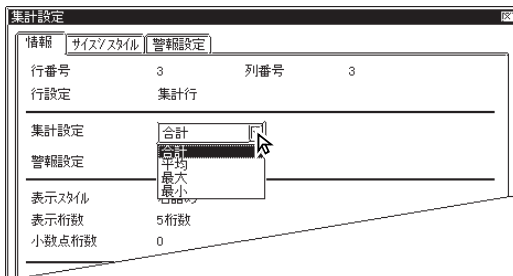 集計設定
情報 サイズ/スタイル 警報設定
行番号 3 列番号 3
行設定 集計行
集計設定 合計
合計
警報設定 平均
最大
最小
表示スタイル
表示桁数 5桁数
小数点桁数 0